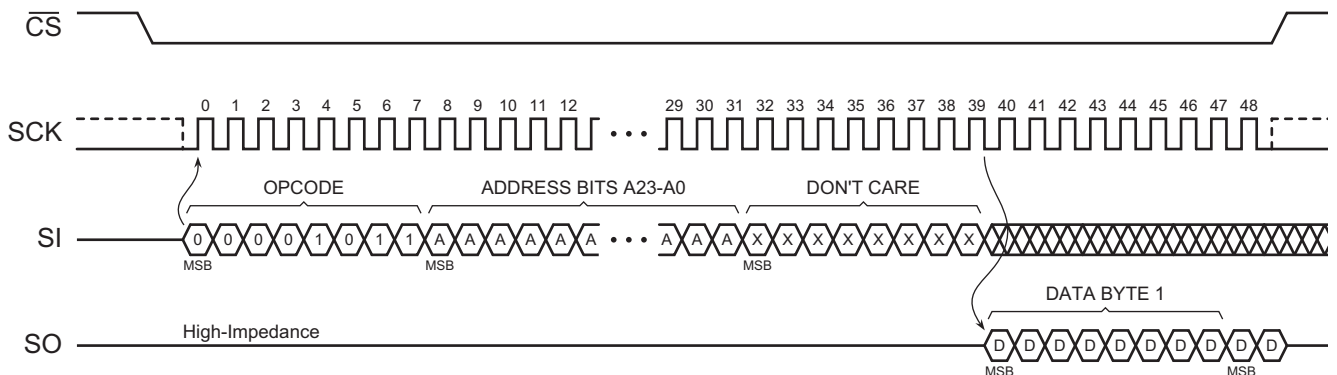 CS
0 1 2 3 4 5 6 7 8 9 10 11 12 29 30 31 32 33 34 35 36 37 38 39 40 41 42 43 44 45 46 47 48
SCK
OPCODE ADDRESS BITS A23-A0 DON'T CARE
SI 0 0 0 0 1 0 1 1 A A A A A A A A A X X X X X X X X
MSB MSB MSB
DATA BYTE 1
High-Impedance
SO D D D D D D D D D D
MSB MSB